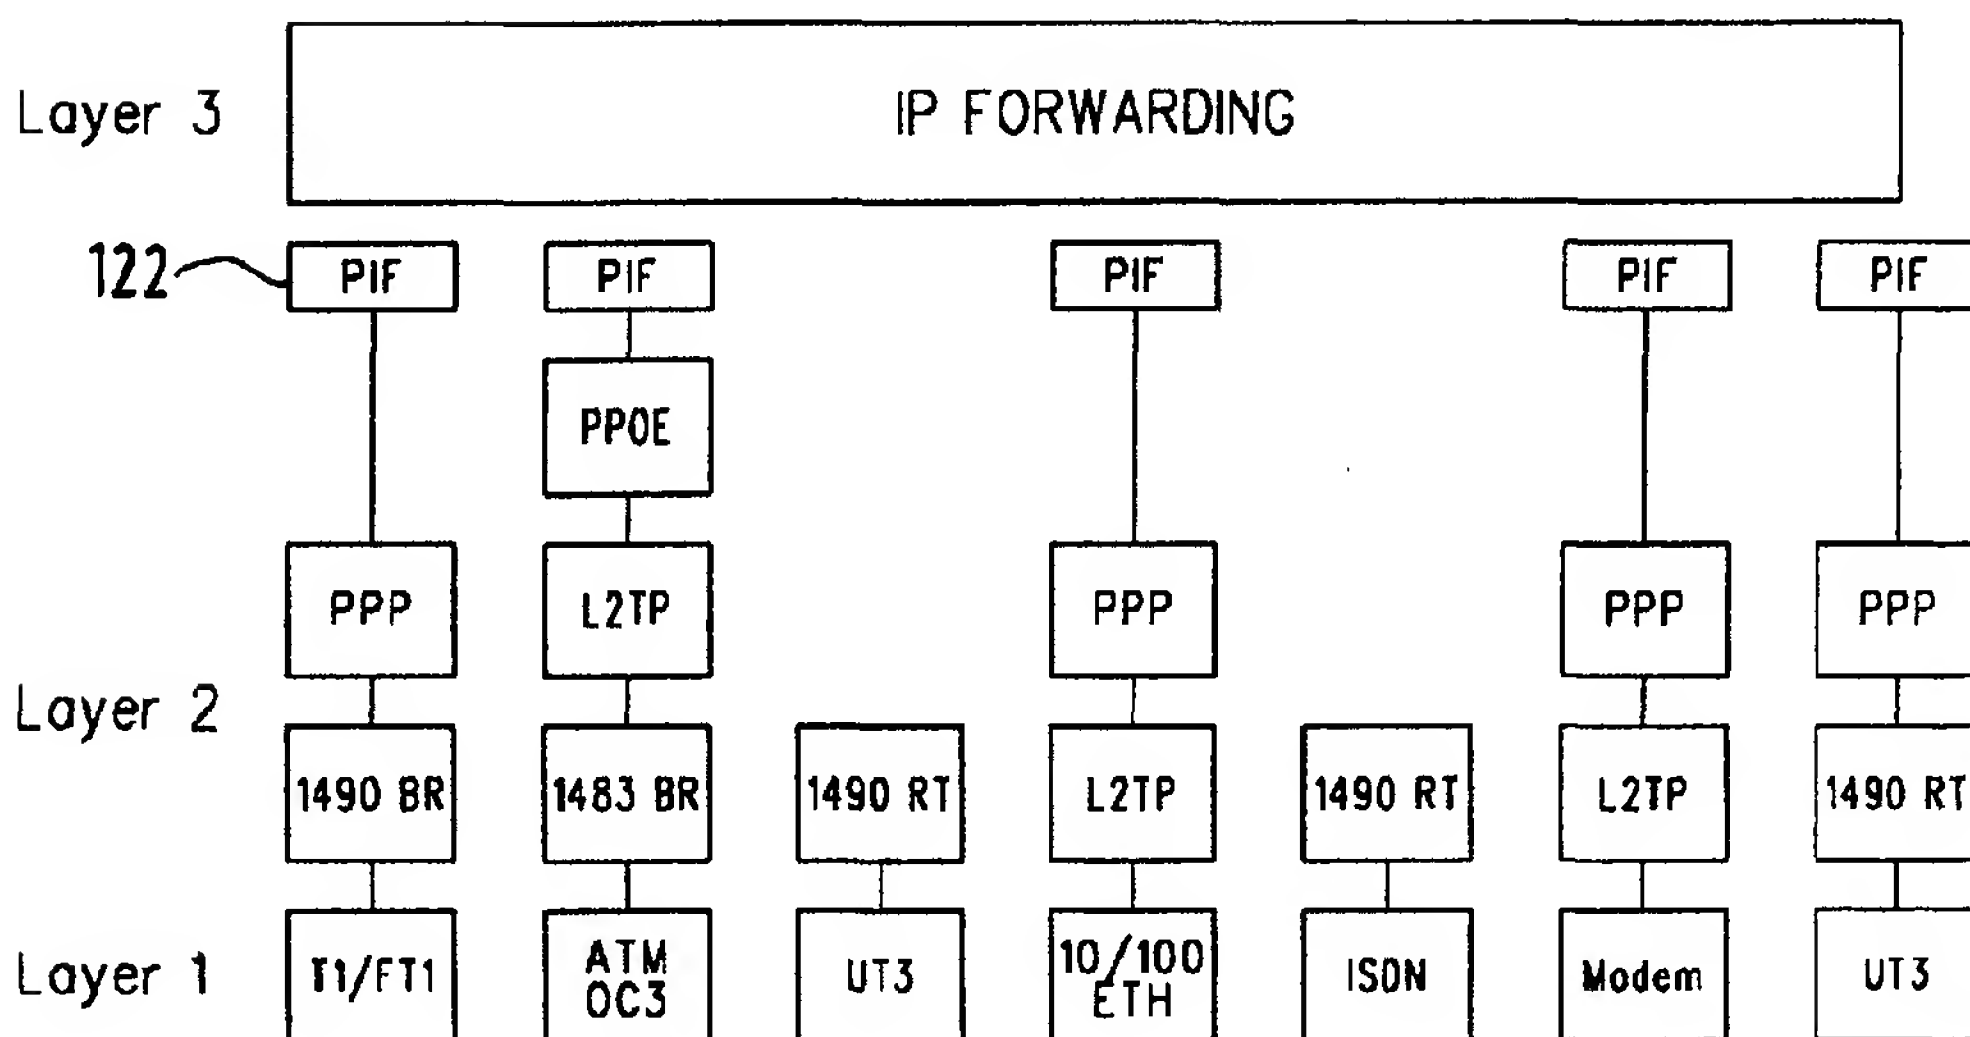 Layer 3
IP FORWARDING
122
PIF PIF PIF PIF PIF
PPOE
PPP L2TP PPP PPP PPP
Layer 2
1490 BR 1483 BR 1490 RT L2TP 1490 RT L2TP 1490 RT
Layer 1
T1/FT1 ATM OC3 UT3 10/100 ETH ISDN Modem UT3